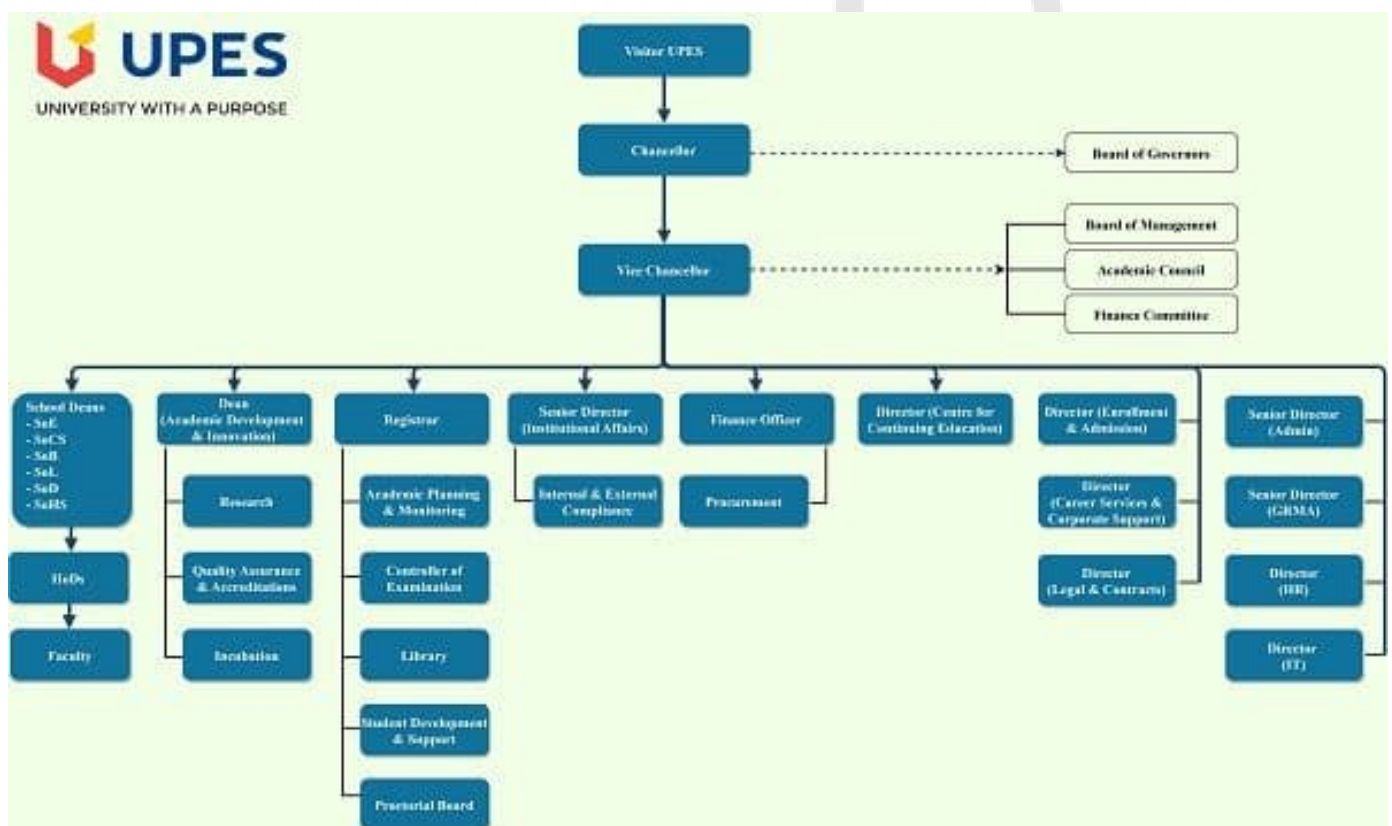 UPES
UNIVERSITY WITH A PURPOSE
Visitor UPES
Chancellor
Board of Governors
Board of Management
Vice Chancellor
Academic Council
Finance Committee
School Deans
- SoE
- SoCS
- SoB
- SoL
- SoD
- SoHS
HoDs
Faculty
Dean
(Academic Development
& Innovation)
Research
Quality Assurance
& Accreditations
Incubation
Registrar
Academic Planning
& Monitoring
Controller of
Examination
Library
Student Development
& Support
Proctorial Board
Senior Director
(Institutional Affairs)
Internal & External
Compliance
Finance Officer
Procurement
Director (Centre for
Continuing Education)
Director (Enrollment
& Admission)
Director
(Career Services &
Corporate Support)
Director
(Legal & Contracts)
Senior Director
(Admin)
Senior Director
(GRMA)
Director
(HR)
Director
(IT)